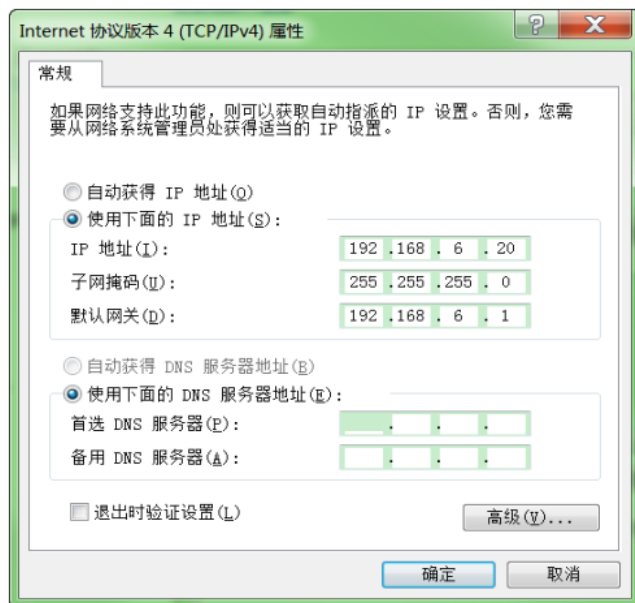 Internet 协议版本 4 (TCP/IPv4) 属性
常规
如果网络支持此功能，则可以获取自动指派的 IP 设置。否则，您需
要从网络系统管理员处获得适当的 IP 设置。
自动获得 IP 地址(O)
使用下面的 IP 地址(S):
IP 地址(I): 192 .168 . 6 . 20
子网掩码(U): 255 .255 .255 . 0
默认网关(D): 192 .168 . 6 . 1
自动获得 DNS 服务器地址(B)
使用下面的 DNS 服务器地址(E):
首选 DNS 服务器(P): . . .
备用 DNS 服务器(A): . . .
退出时验证设置(L)
高级(V)...
确定 取消